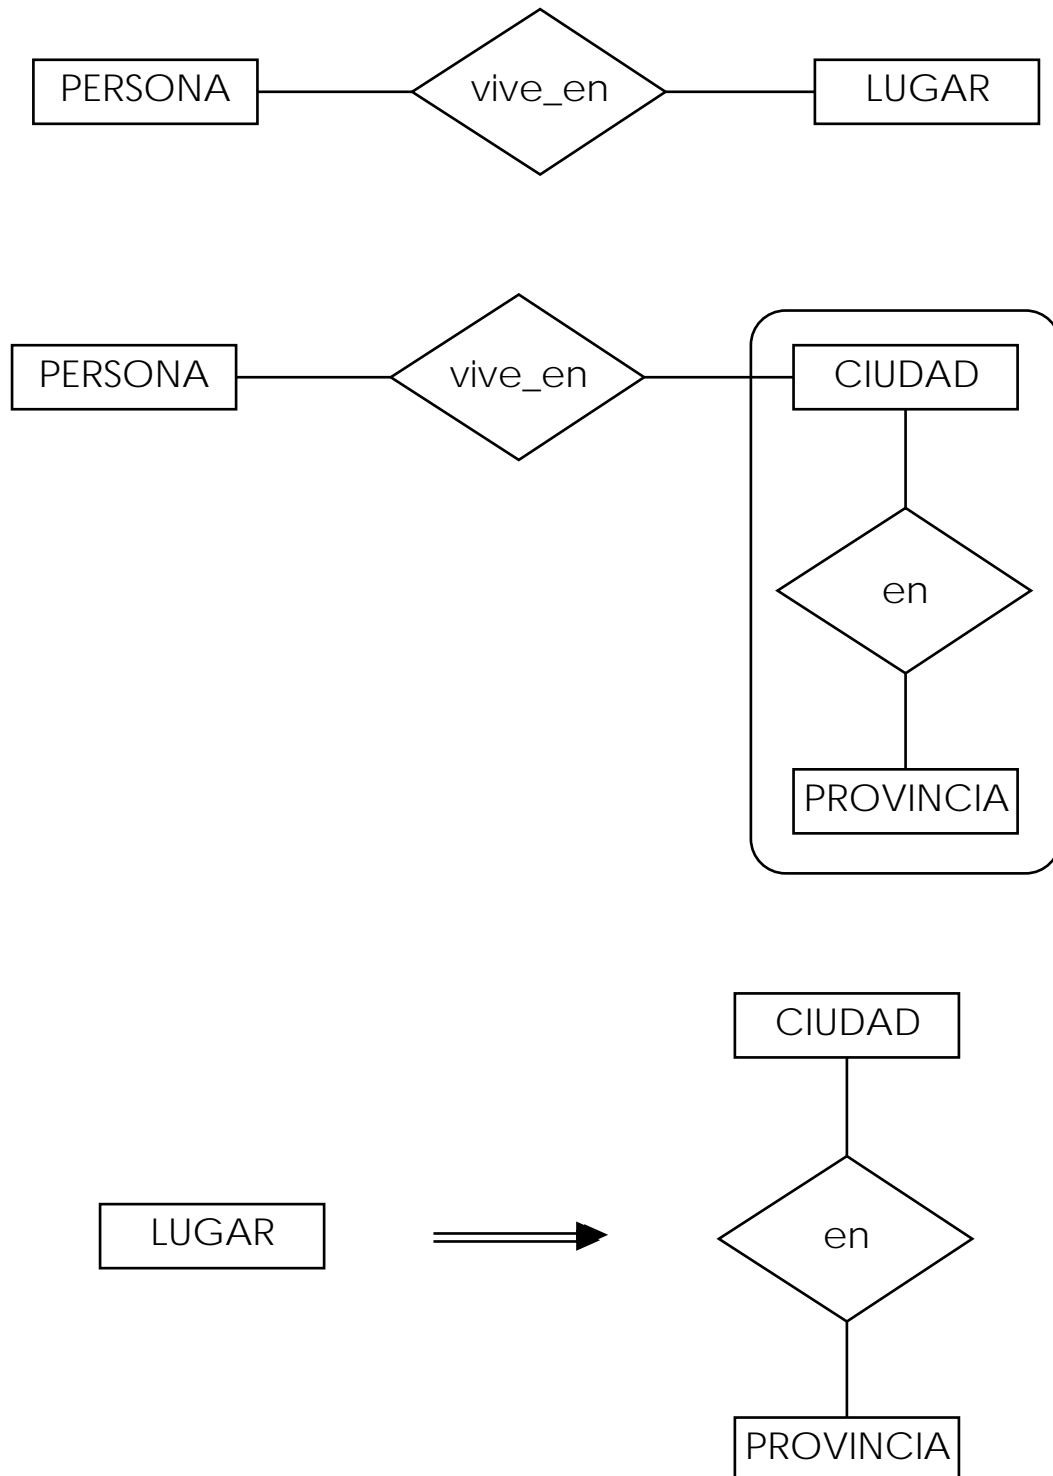 PERSONA vive_en LUGAR
PERSONA vive_en CIUDAD
en
PROVINCIA
CIUDAD
LUGAR en
PROVINCIA